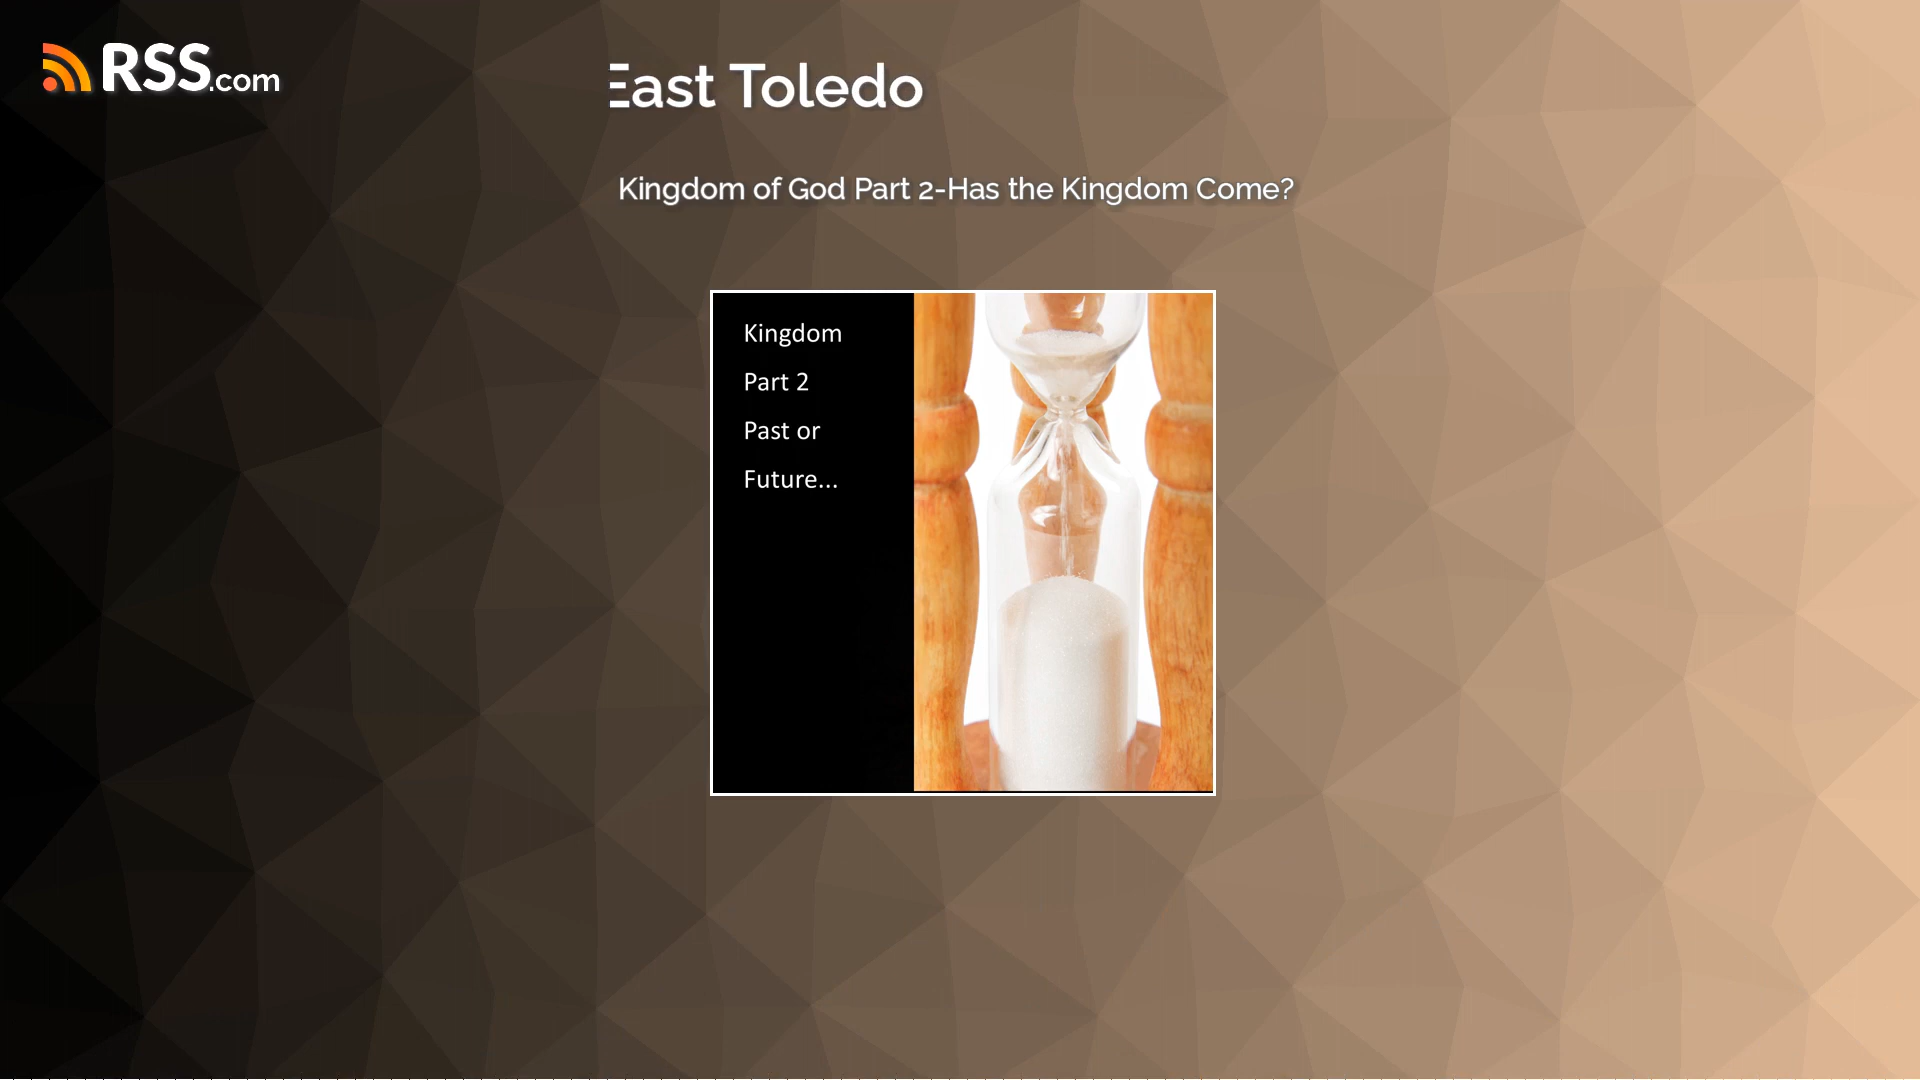 RSS.com
East Toledo
Kingdom of God Part 2-Has the Kingdom Come?
Kingdom
Part 2
Past or
Future...